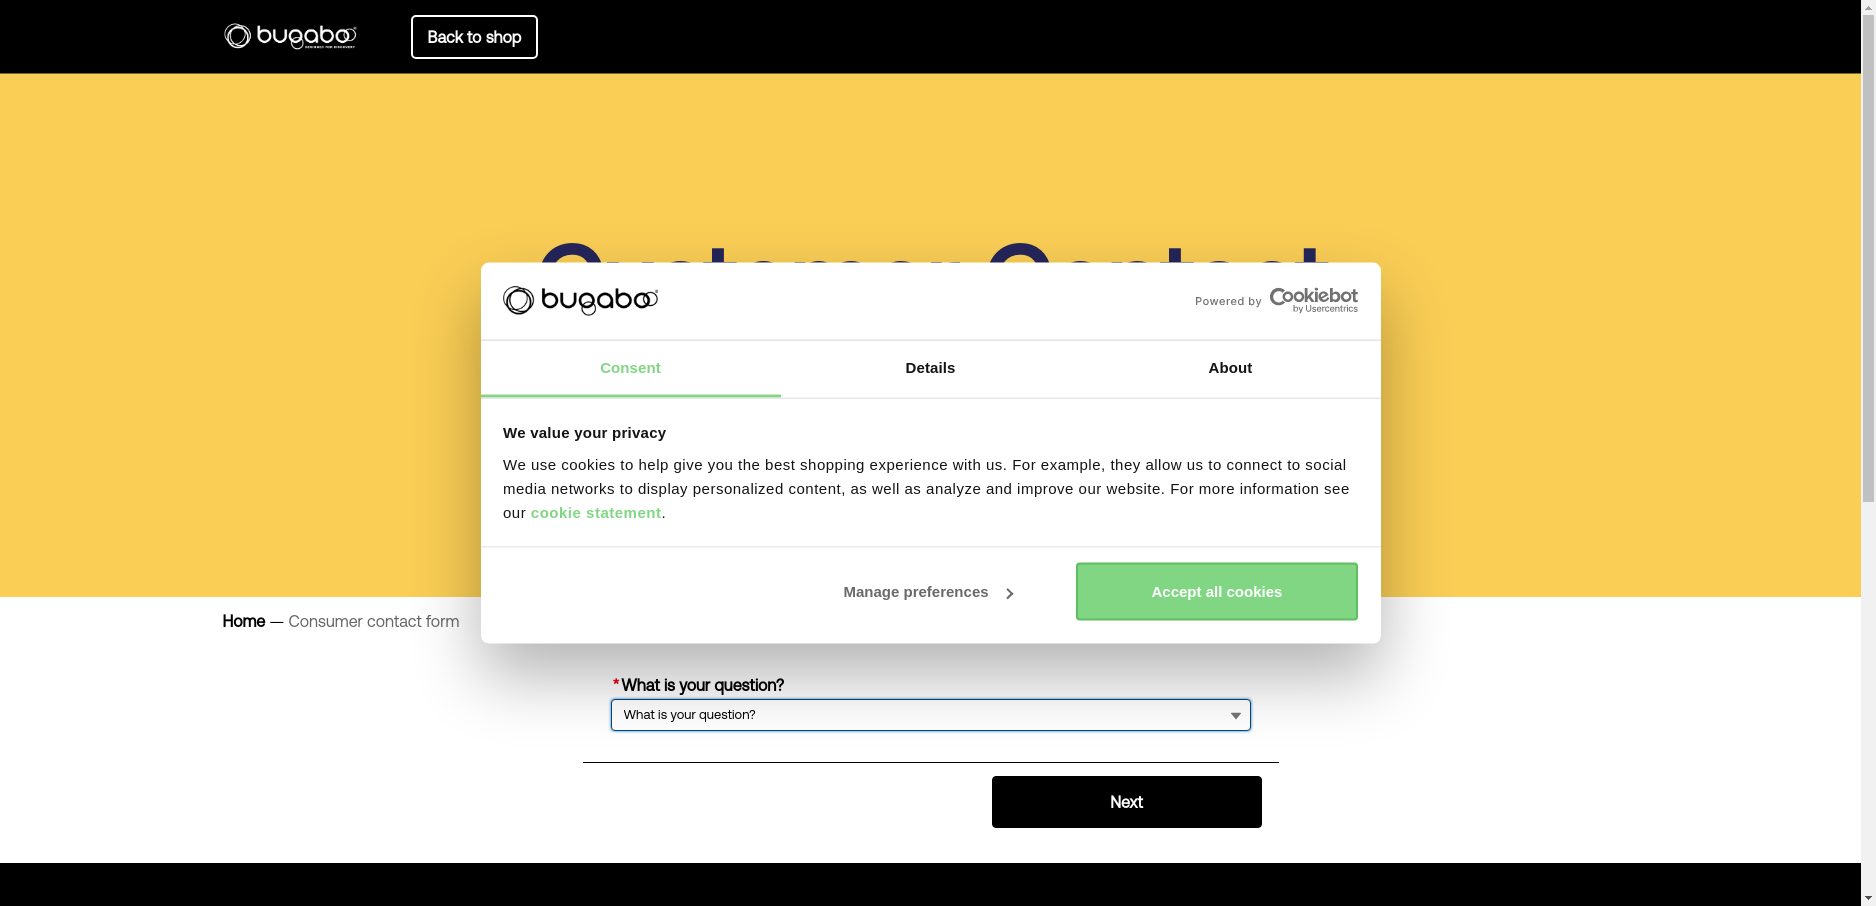 bugaboo
Back to shop
Customer Contact
bugaboo
Powered by Cookiebot
by Usercentrics
Consent
Details
About
We value your privacy
We use cookies to help give you the best shopping experience with us. For example, they allow us to connect to social
media networks to display personalized content, as well as analyze and improve our website. For more information see
our cookie statement.
Manage preferences
Accept all cookies
Home — Consumer contact form
*What is your question?
What is your question?
Next